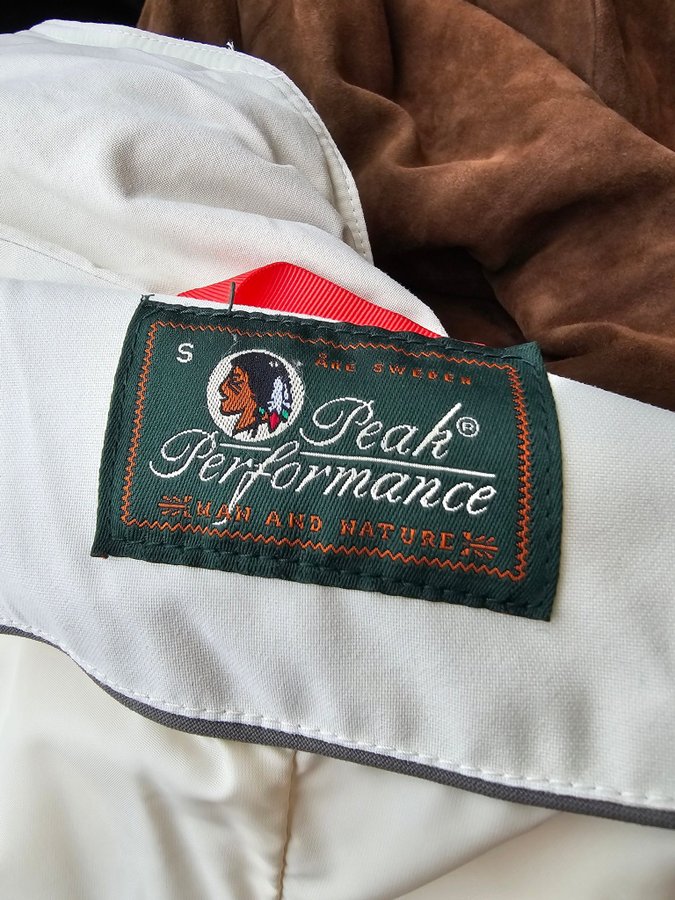 S
ÅRE SWEDEN
Peak®
Performance
MAN AND NATURE